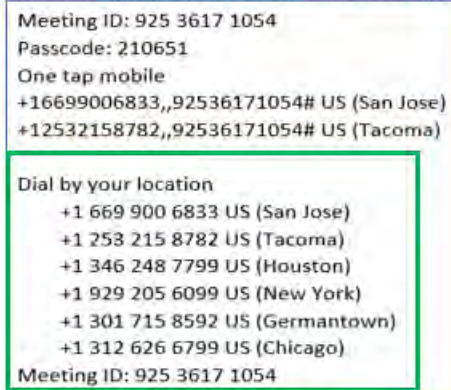 Meeting ID: 925 3617 1054
Passcode: 210651
One tap mobile
+16699006833,,92536171054# US (San Jose)
+12532158782,,92536171054# US (Tacoma)
Dial by your location
+1 669 900 6833 US (San Jose)
+1 253 215 8782 US (Tacoma)
+1 346 248 7799 US (Houston)
+1 929 205 6099 US (New York)
+1 301 715 8592 US (Germantown)
+1 312 626 6799 US (Chicago)
Meeting ID: 925 3617 1054